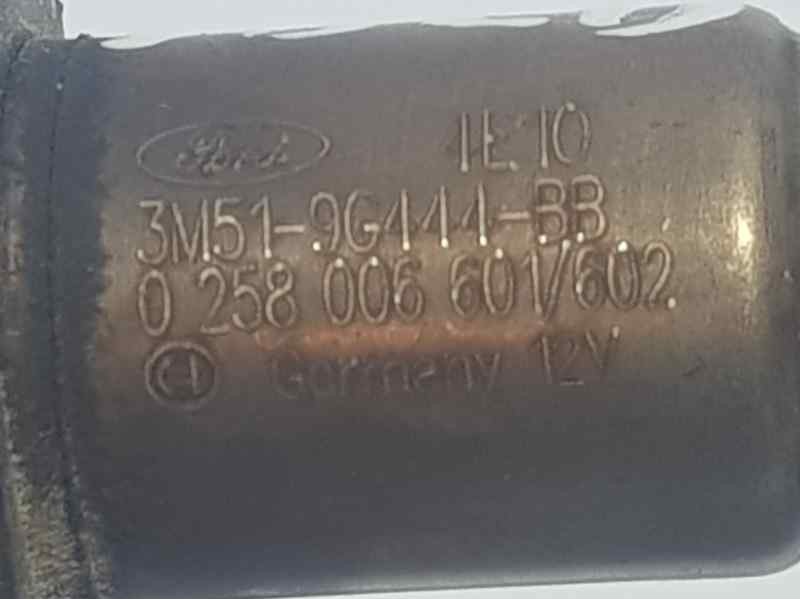 Ford 1E10
3M51-9G444-BB
0 258 006 601/602
Germany 12V